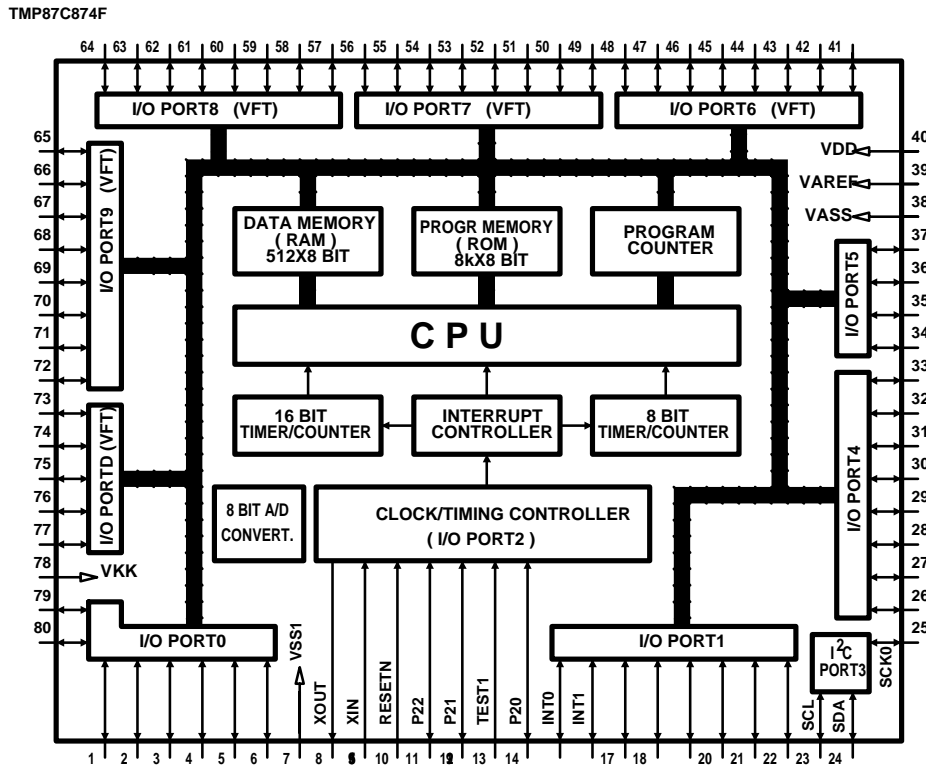 TMP87C874F
64 63 62 61 60 59 58 57 56 55 54 53 52 51 50 49 48 47 46 45 44 43 42 41
I/O PORT8 (VFT)
I/O PORT7 (VFT)
I/O PORT6 (VFT)
65
66
67
68
69
70
71
72
73
74
75
76
77
78
79
80
I/O PORT9 (VFT)
I/O PORTD (VFT)
VKK
I/O PORT0
DATA MEMORY
( RAM )
512X8 BIT
PROGR MEMORY
( ROM )
8kX8 BIT
PROGRAM
COUNTER
C P U
16 BIT
TIMER/COUNTER
INTERRUPT
CONTROLLER
8 BIT
TIMER/COUNTER
8 BIT A/D
CONVERT.
CLOCK/TIMING CONTROLLER
( I/O PORT2 )
VDD
VAREF
VASS
40
39
38
37
36
35
34
33
32
31
30
29
28
27
26
25
I/O PORT5
I/O PORT4
I/O PORT1
I2C
PORT3
SCK0
VSS1
XOUT
XIN
RESETN
P22
P21
TEST1
P20
INT0
INT1
SCL
SDA
1 2 3 4 5 6 7 8 10 11 13 14 17 18 20 21 22 23 24